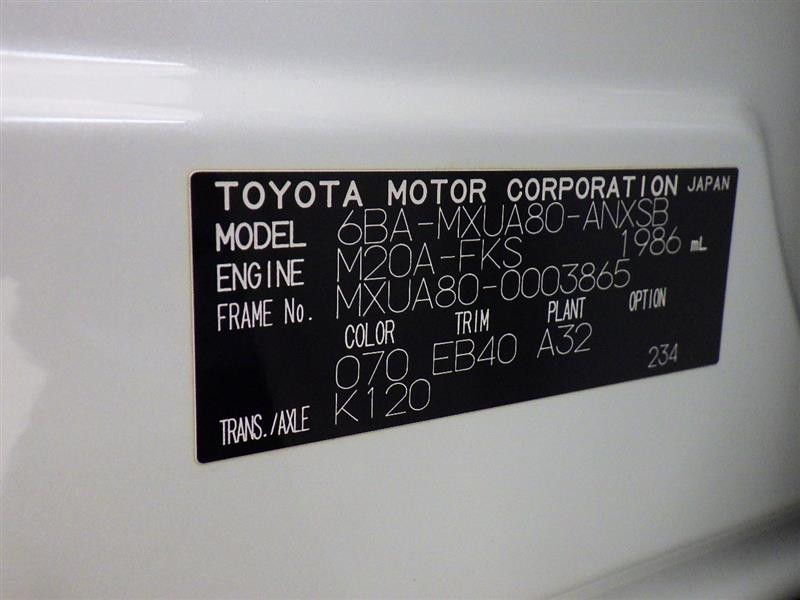 TOYOTA MOTOR CORPORATION JAPAN
MODEL 6BA-MXUA80-ANXSB
ENGINE M20A-FKS 1986 mL
FRAME No. MXUA80-0003865
COLOR TRIM PLANT OPTION
070 EB40 A32 234
TRANS./AXLE K120